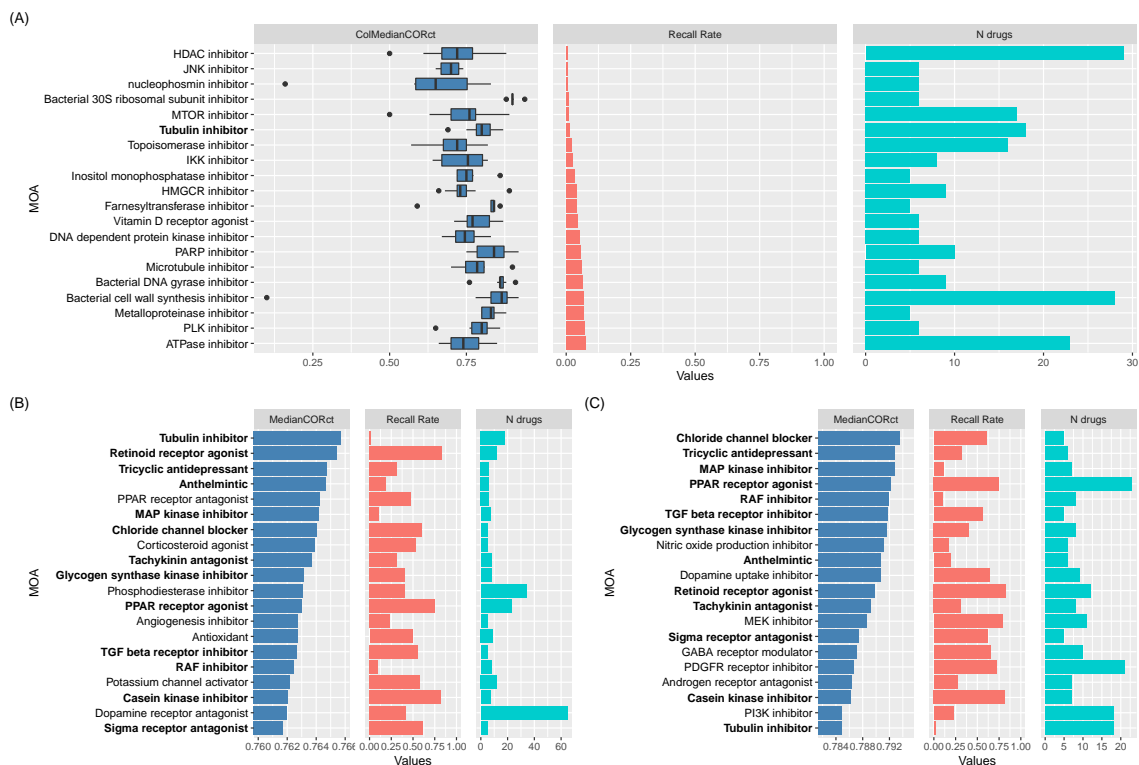 (A)
ColMedianCORct
Recall Rate
N drugs
MOA
HDAC inhibitor
JNK inhibitor
nucleophosmin inhibitor
Bacterial 30S ribosomal subunit inhibitor
MTOR inhibitor
Tubulin inhibitor
Topoisomerase inhibitor
IKK inhibitor
Inositol monophosphatase inhibitor
HMGCR inhibitor
Farnesyltransferase inhibitor
Vitamin D receptor agonist
DNA dependent protein kinase inhibitor
PARP inhibitor
Microtubule inhibitor
Bacterial DNA gyrase inhibitor
Bacterial cell wall synthesis inhibitor
Metalloproteinase inhibitor
PLK inhibitor
ATPase inhibitor
0.25 0.50 0.75 0.00 0.25 0.50 0.75 1.00 0 10 20 30
Values
(B)
MedianCORct
Recall Rate
N drugs
MOA
Tubulin inhibitor
Retinoid receptor agonist
Tricyclic antidepressant
Anthelmintic
PPAR receptor antagonist
MAP kinase inhibitor
Chloride channel blocker
Corticosteroid agonist
Tachykinin antagonist
Glycogen synthase kinase inhibitor
Phosphodiesterase inhibitor
PPAR receptor agonist
Angiogenesis inhibitor
Antioxidant
TGF beta receptor inhibitor
RAF inhibitor
Potassium channel activator
Casein kinase inhibitor
Dopamine receptor antagonist
Sigma receptor antagonist
0.760 0.762 0.764 0.766 0.00 0.25 0.50 0.75 1.00 0 20 40 60
Values
(C)
MedianCORct
Recall Rate
N drugs
MOA
Chloride channel blocker
Tricyclic antidepressant
MAP kinase inhibitor
PPAR receptor agonist
RAF inhibitor
TGF beta receptor inhibitor
Glycogen synthase kinase inhibitor
Nitric oxide production inhibitor
Anthelmintic
Dopamine uptake inhibitor
Retinoid receptor agonist
Tachykinin antagonist
MEK inhibitor
Sigma receptor antagonist
GABA receptor modulator
PDGFR receptor inhibitor
Androgen receptor antagonist
Casein kinase inhibitor
PI3K inhibitor
Tubulin inhibitor
0.784 0.788 0.792 0.00 0.25 0.50 0.75 1.00 0 5 10 15 20
Values